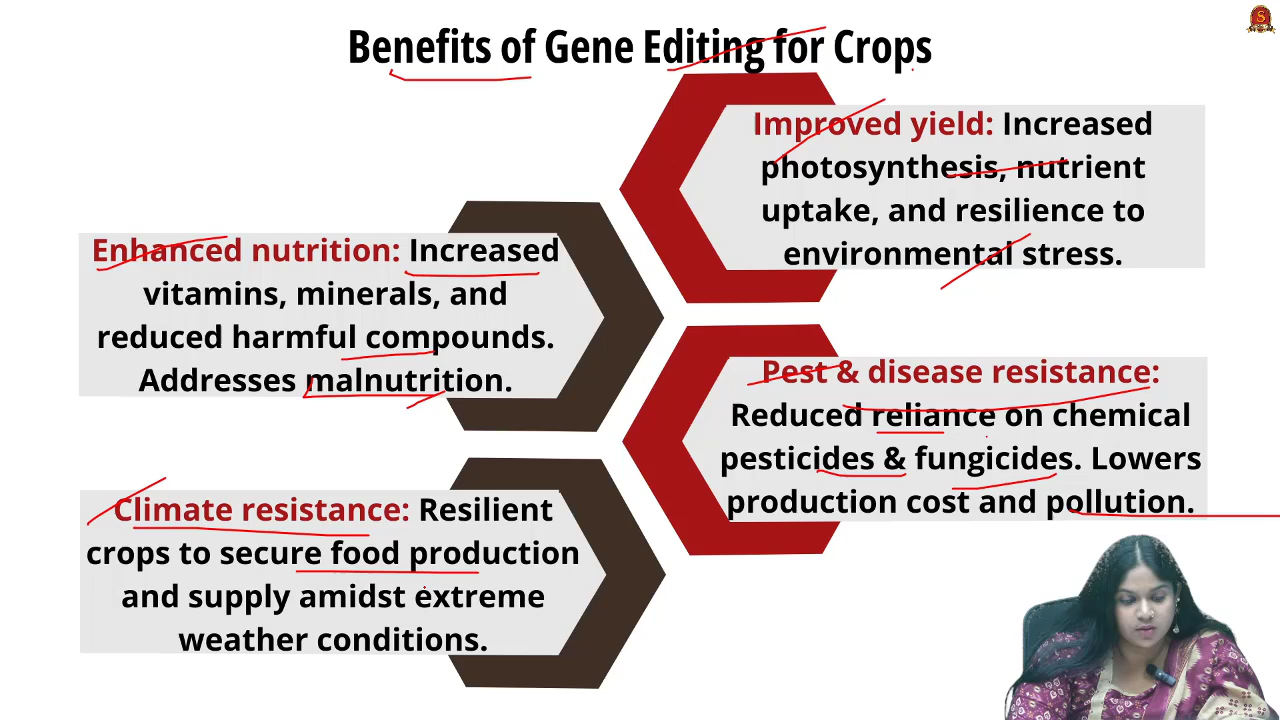 Benefits of Gene Editing for Crops
Improved yield: Increased
photosynthesis, nutrient
uptake, and resilience to
environmental stress.
Enhanced nutrition: Increased
vitamins, minerals, and
reduced harmful compounds.
Addresses malnutrition.
Pest & disease resistance:
Reduced reliance on chemical
pesticides & fungicides. Lowers
production cost and pollution.
Climate resistance: Resilient
crops to secure food production
and supply amidst extreme
weather conditions.